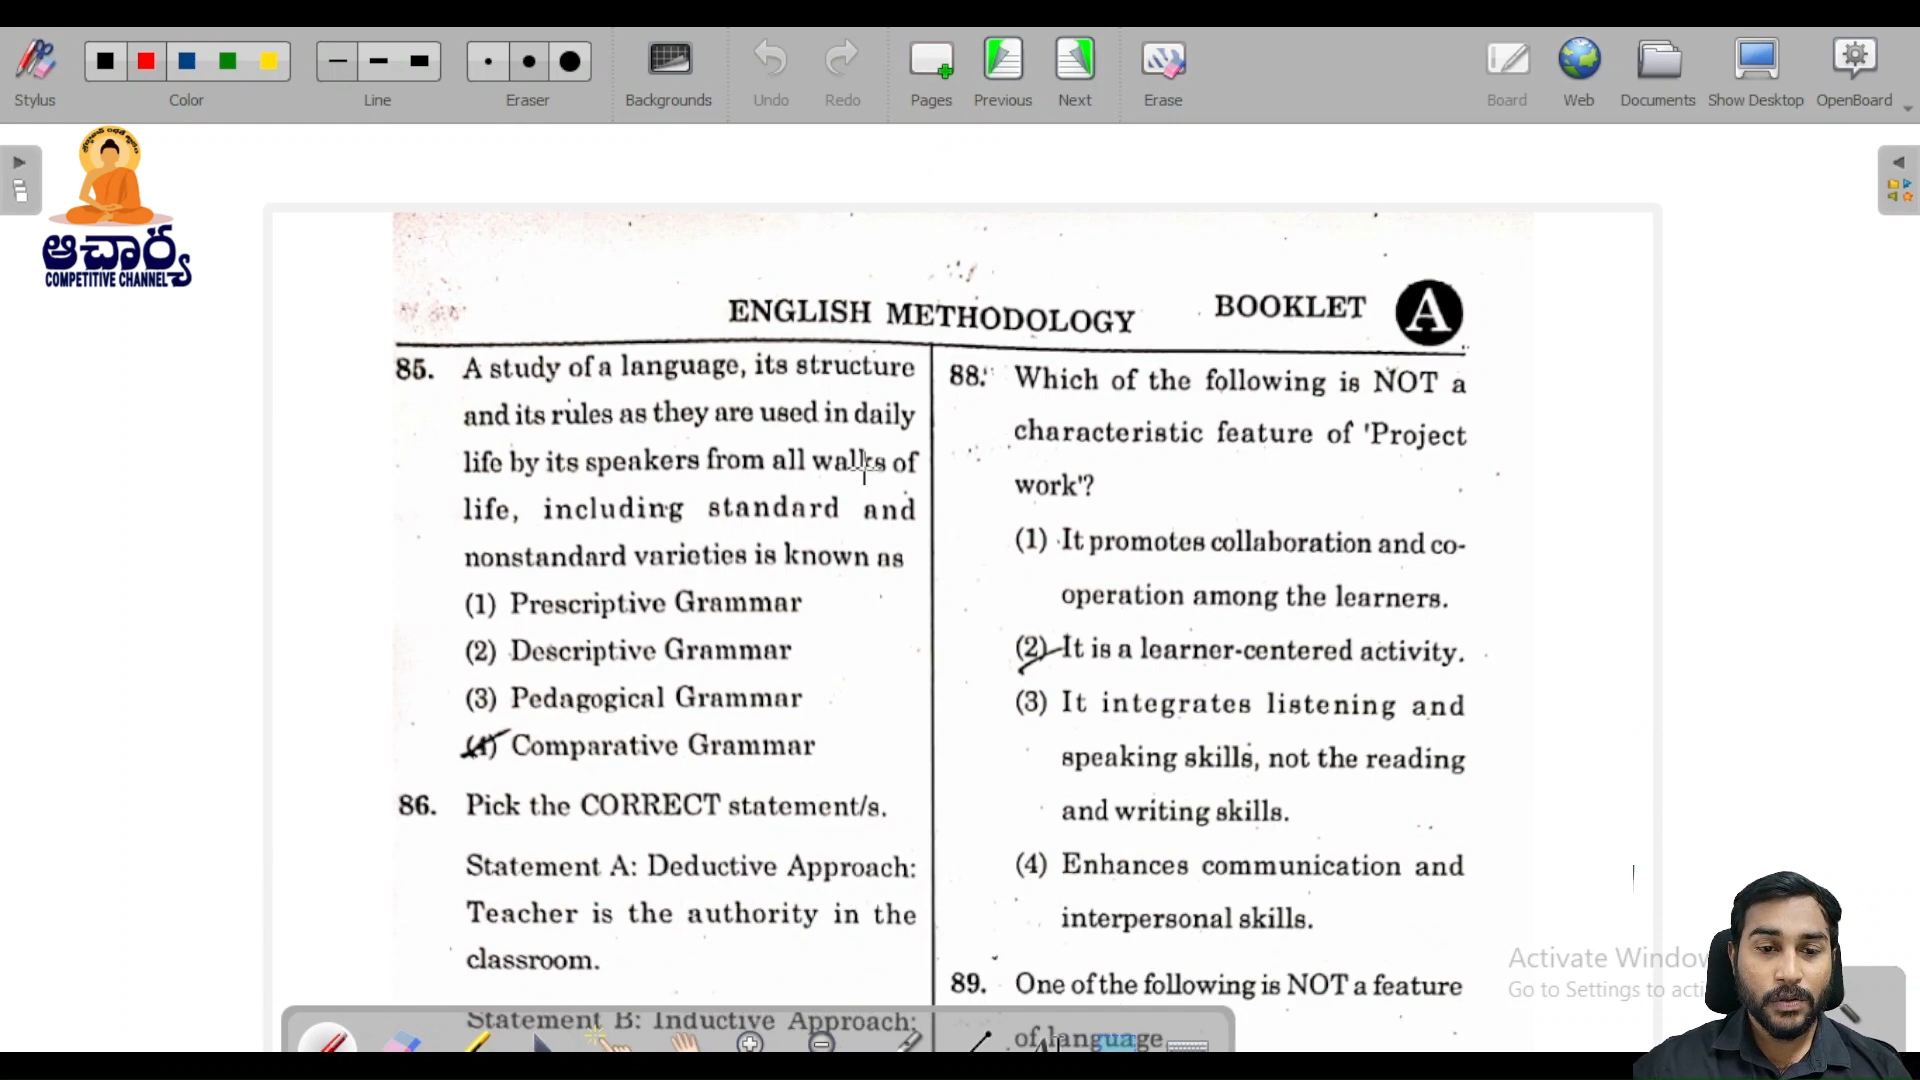 Stylus
Color
Line
Eraser
Backgrounds
Undo
Redo
Pages
Previous
Next
Erase
Board
Web
Documents
Show Desktop
OpenBoard
ఆచార్య
COMPETITIVE CHANNEL
ENGLISH METHODOLOGY
BOOKLET A
85. A study of a language, its structure
and its rules as they are used in daily
life by its speakers from all walks of
life, including standard and
nonstandard varieties is known as
(1) Prescriptive Grammar
(2) Descriptive Grammar
(3) Pedagogical Grammar
(4) Comparative Grammar
86. Pick the CORRECT statement/s.
Statement A: Deductive Approach:
Teacher is the authority in the
classroom.
Statement B: Inductive Approach:
88. Which of the following is NOT a
characteristic feature of 'Project
work'?
(1) It promotes collaboration and co-
operation among the learners.
(2) It is a learner-centered activity.
(3) It integrates listening and
speaking skills, not the reading
and writing skills.
(4) Enhances communication and
interpersonal skills.
89. One of the following is NOT a feature
of language
Activate Window
Go to Settings to acti